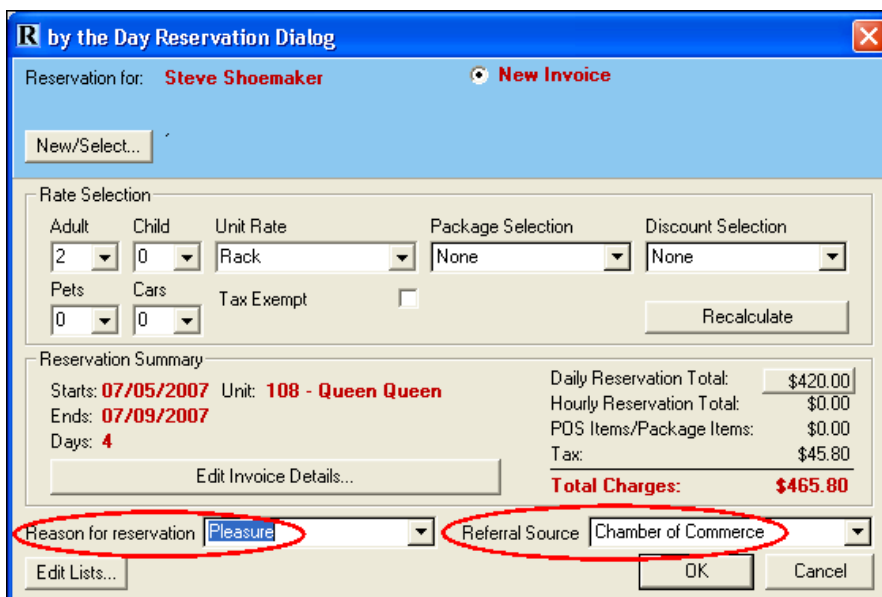 R by the Day Reservation Dialog
Reservation for: Steve Shoemaker New Invoice
New/Select...
Rate Selection
Adult Child Unit Rate Package Selection Discount Selection
2 0 Rack None None
Pets Cars Tax Exempt
0 0 Recalculate
Reservation Summary
Starts: 07/05/2007 Unit: 108 - Queen Queen
Ends: 07/09/2007
Days: 4
Edit Invoice Details...
Daily Reservation Total: $420.00
Hourly Reservation Total: $0.00
POS Items/Package Items: $0.00
Tax: $45.80
Total Charges: $465.80
Reason for reservation Pleasure Referral Source Chamber of Commerce
Edit Lists... OK Cancel